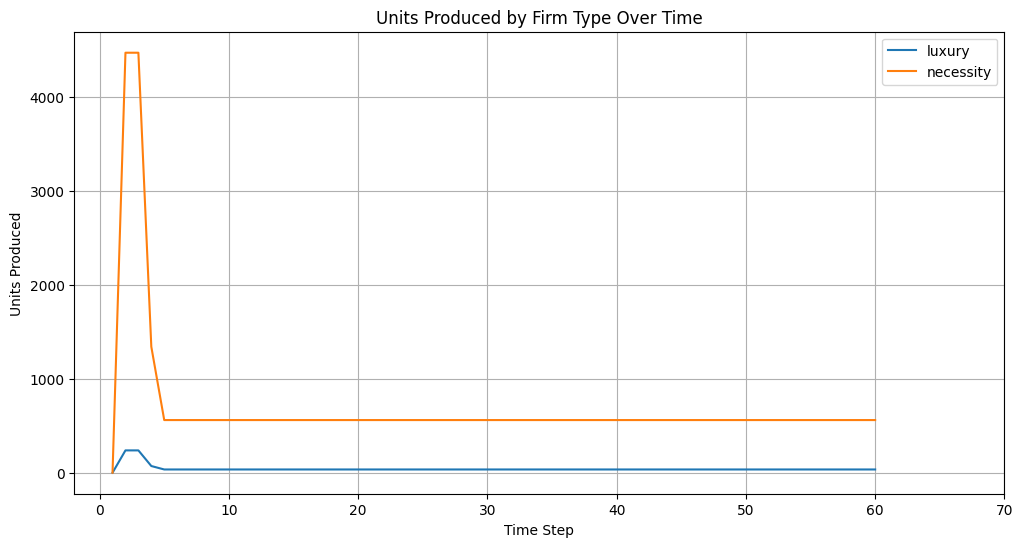 Units Produced by Firm Type Over Time
luxury
necessity
4000
3000
2000
1000
0
Units Produced
0 10 20 30 40 50 60 70
Time Step